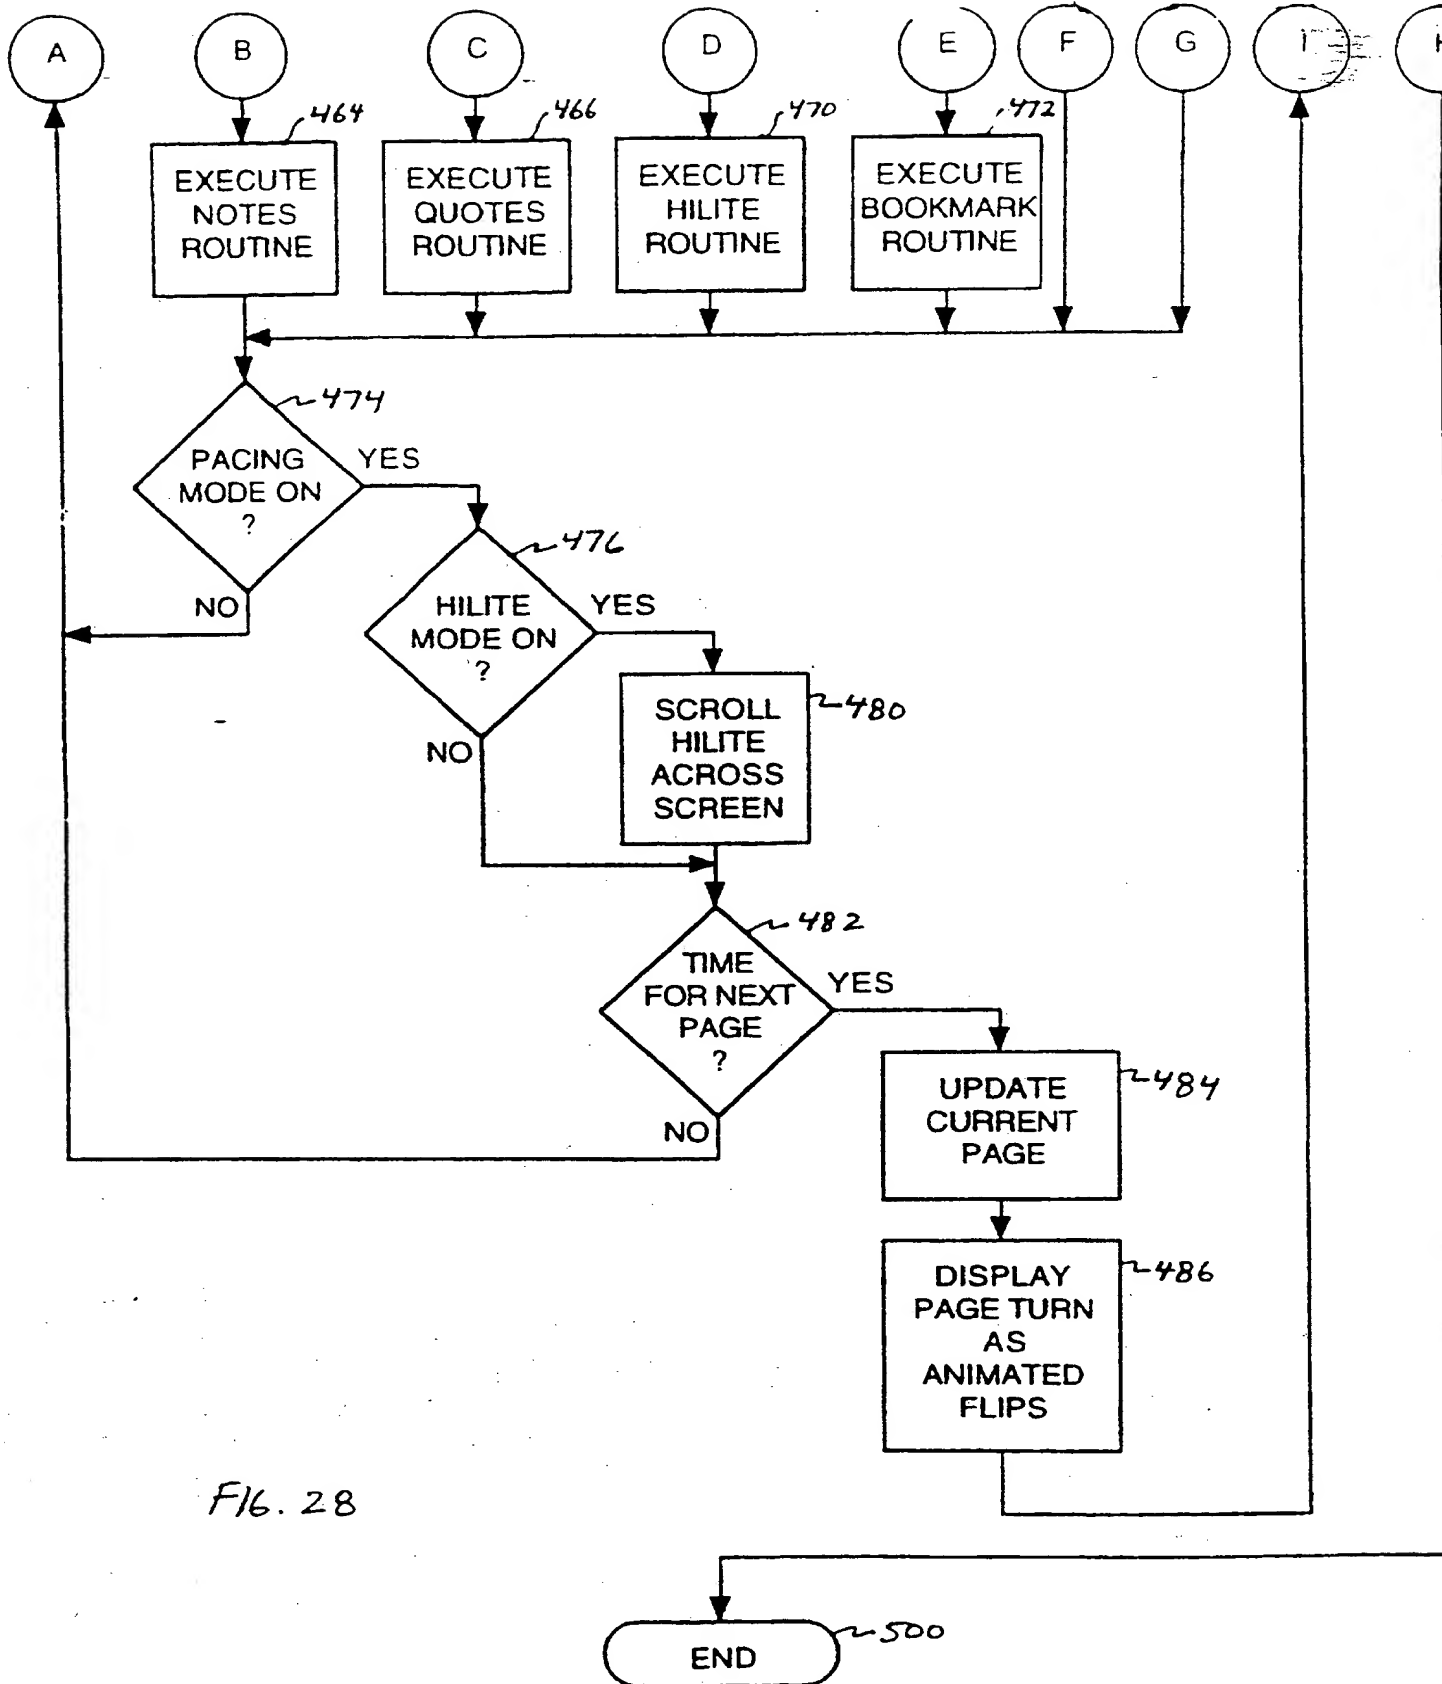 A B C D E F G I
464 466 470 472
EXECUTE
NOTES
ROUTINE
EXECUTE
QUOTES
ROUTINE
EXECUTE
HILITE
ROUTINE
EXECUTE
BOOKMARK
ROUTINE
474
PACING
MODE ON
?
YES
NO
476
HILITE
MODE ON
?
YES
NO
480
SCROLL
HILITE
ACROSS
SCREEN
482
TIME
FOR NEXT
PAGE
?
YES
NO
484
UPDATE
CURRENT
PAGE
486
DISPLAY
PAGE TURN
AS
ANIMATED
FLIPS
FIG. 28
500
END